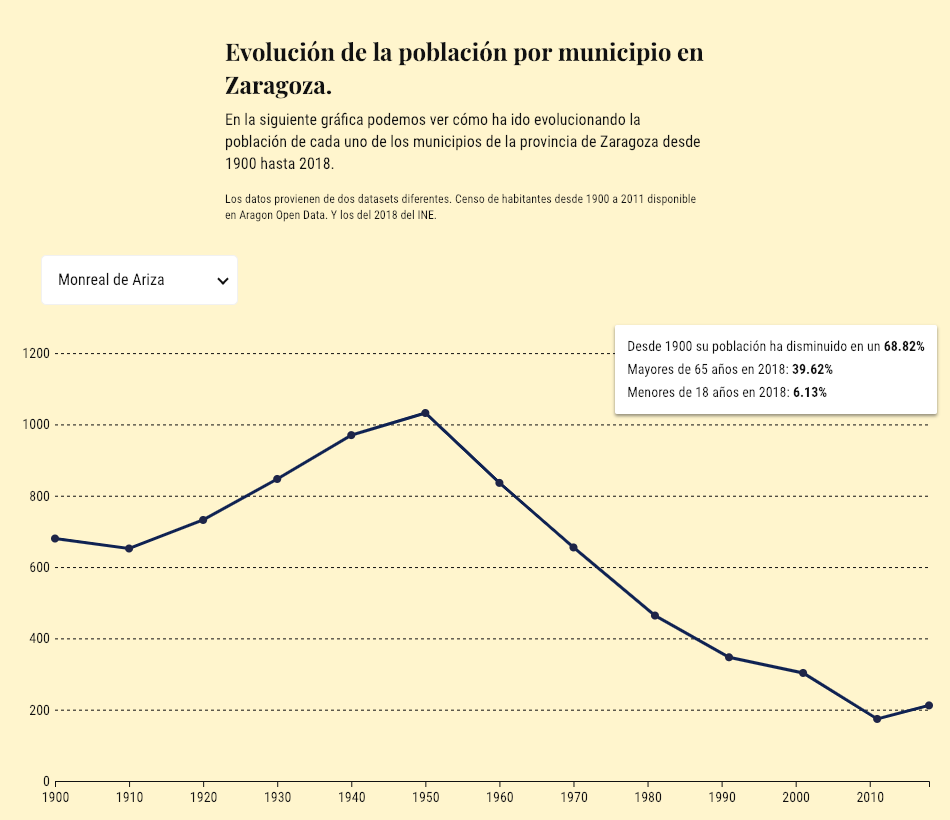 Evolución de la población por municipio en
Zaragoza.
En la siguiente gráfica podemos ver cómo ha ido evolucionando la
población de cada uno de los municipios de la provincia de Zaragoza desde
1900 hasta 2018.
Los datos provienen de dos datasets diferentes. Censo de habitantes desde 1900 a 2011 disponible
en Aragon Open Data. Y los del 2018 del INE.
Monreal de Ariza
Desde 1900 su población ha disminuido en un 68.82%
Mayores de 65 años en 2018: 39.62%
Menores de 18 años en 2018: 6.13%
1200
1000
800
600
400
200
0
1900 1910 1920 1930 1940 1950 1960 1970 1980 1990 2000 2010